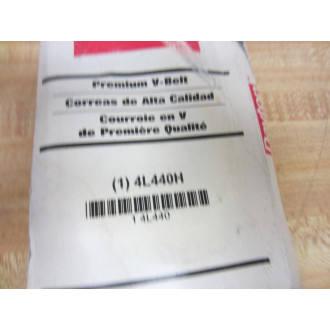 Premium V-Belt
Correas de Alta Calidad
Courroie en V
de Première Qualité
(1) 4L440H
1 4L440